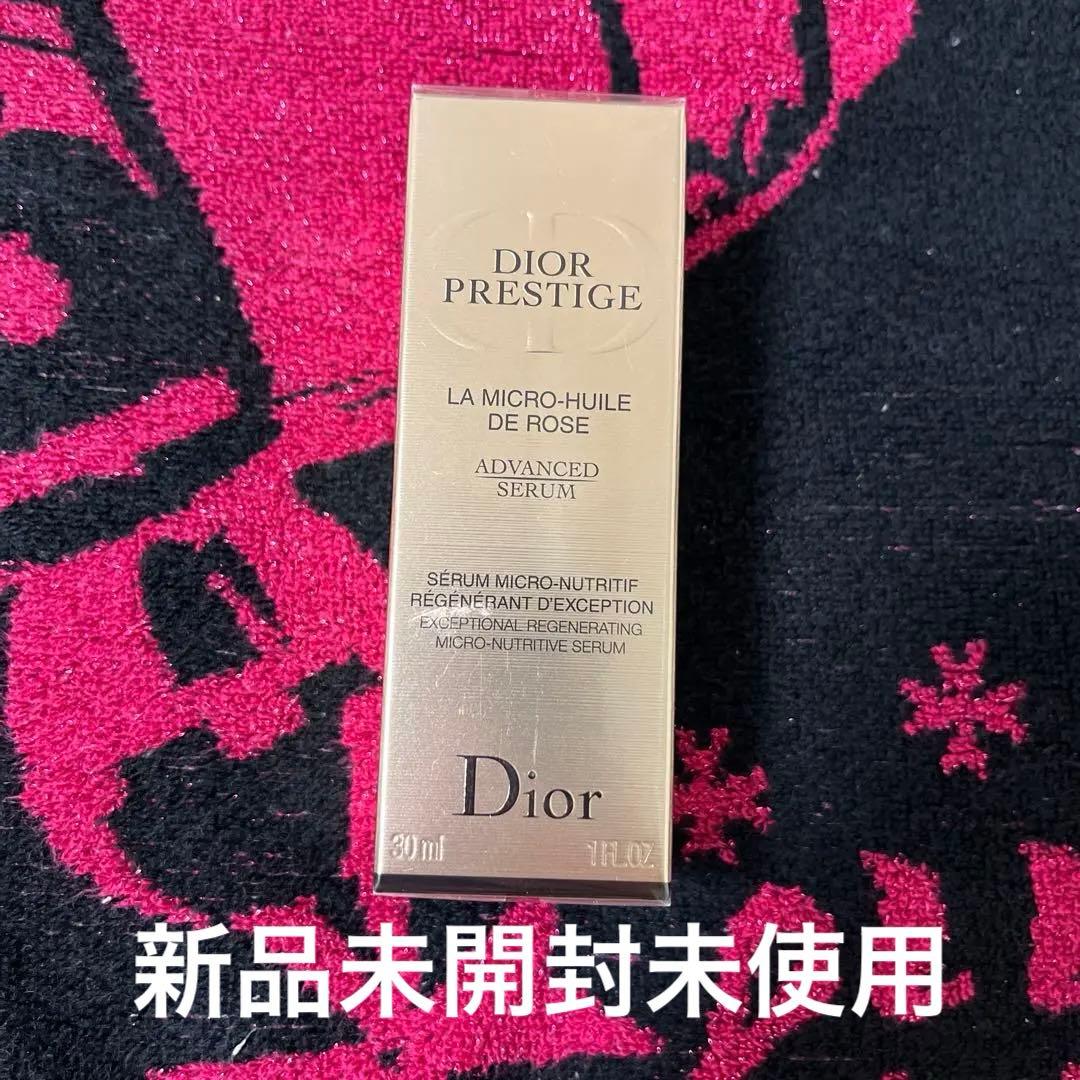 DIOR
PRESTIGE
LA MICRO-HUILE
DE ROSE
ADVANCED
SERUM
SÉRUM MICRO-NUTRITIF
RÉGÉNÉRANT D'EXCEPTION
EXCEPTIONAL REGENERATING
MICRO-NUTRITIVE SERUM
Dior
30 ml 1 FL.OZ
新品未開封未使用